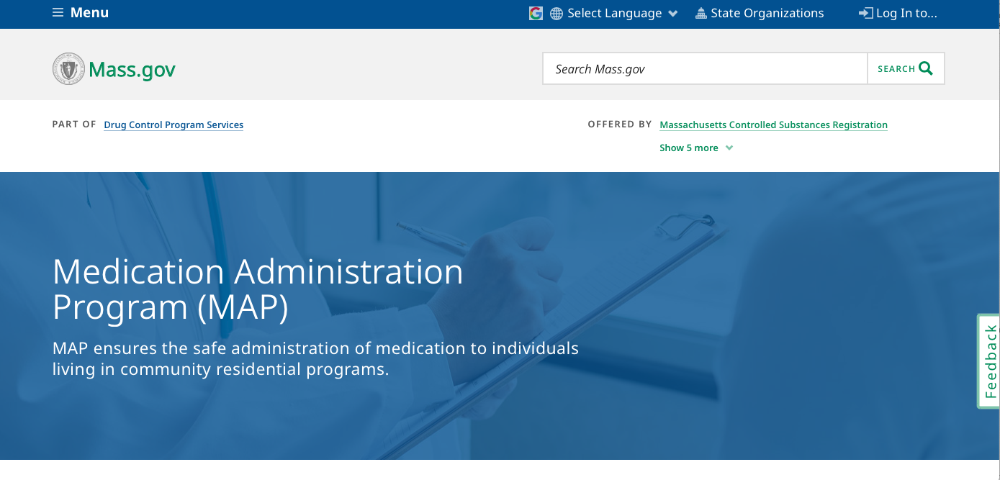 Menu
Select Language
State Organizations
Log In to...
Mass.gov
Search Mass.gov
SEARCH
PART OF Drug Control Program Services
OFFERED BY Massachusetts Controlled Substances Registration
Show 5 more
Medication Administration
Program (MAP)
MAP ensures the safe administration of medication to individuals
living in community residential programs.
Feedback